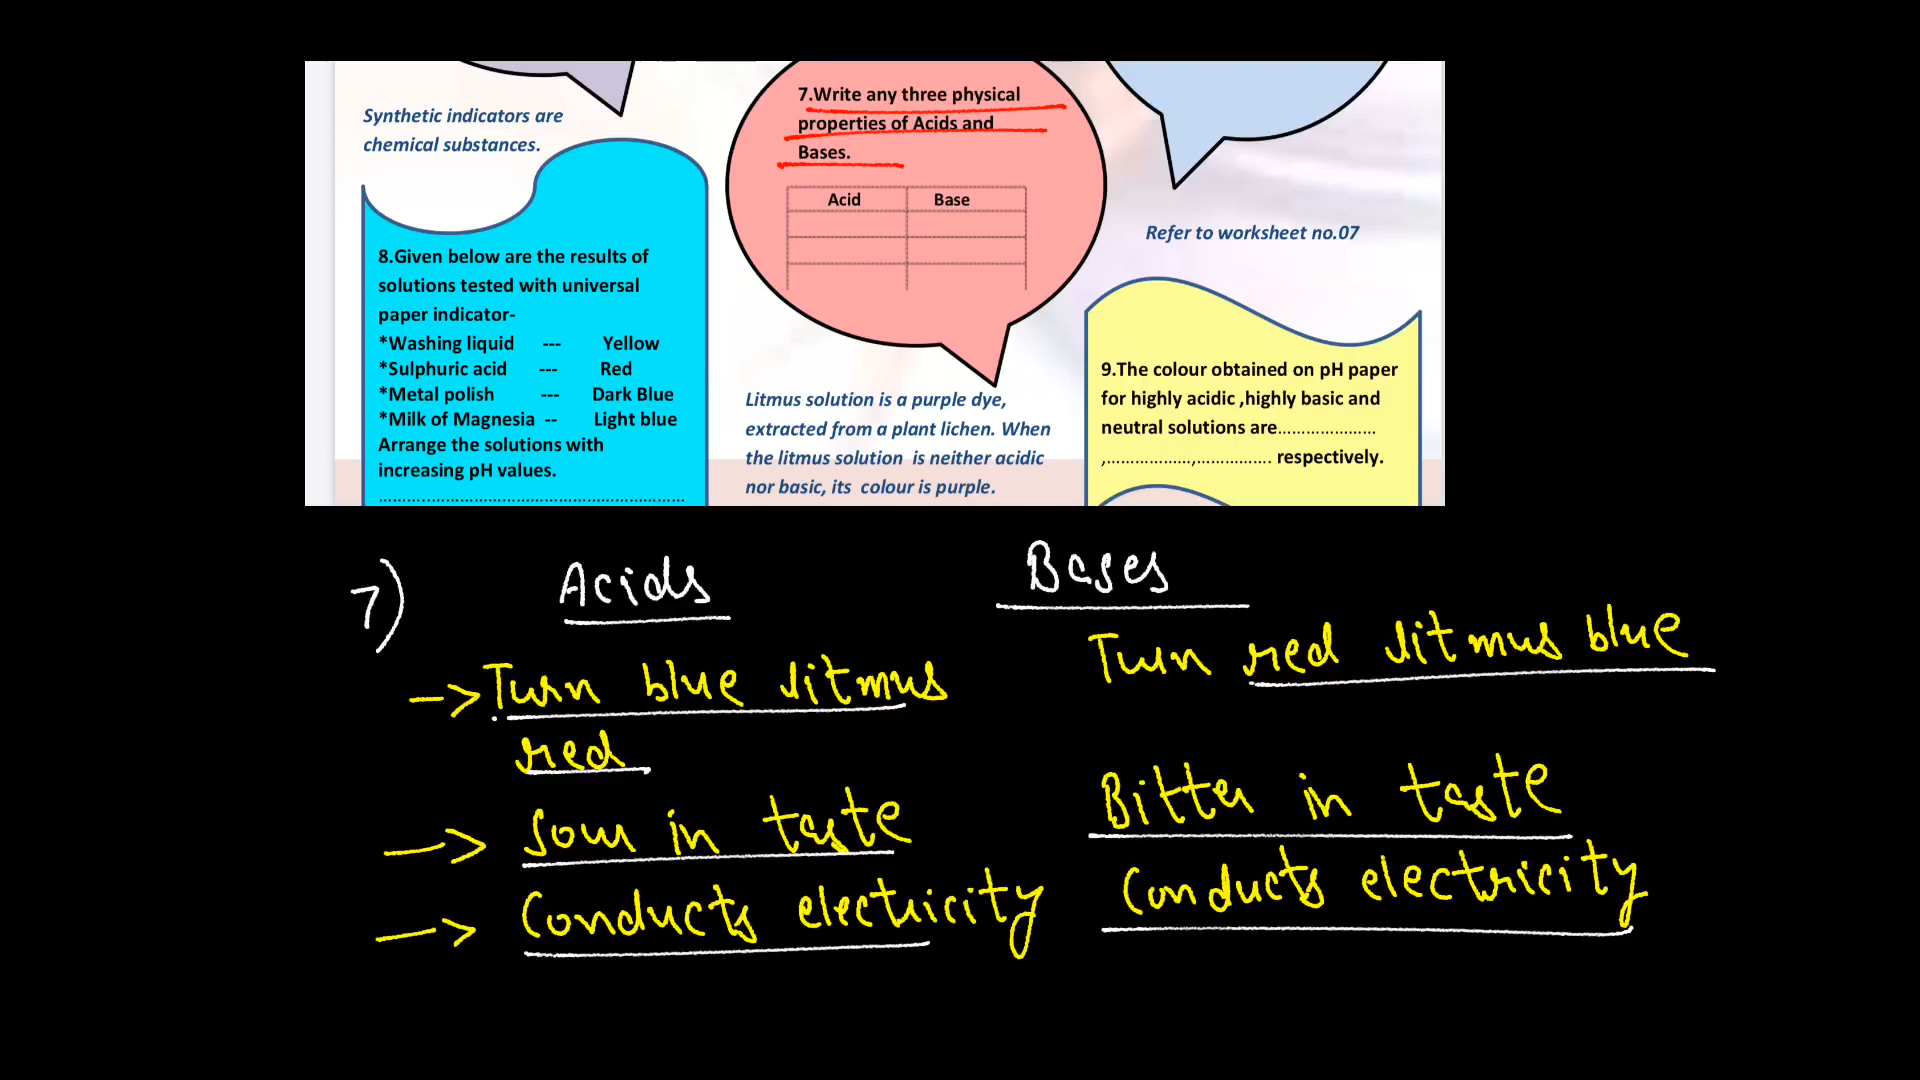 Synthetic indicators are
chemical substances.
8.Given below are the results of
solutions tested with universal
paper indicator-
*Washing liquid --- Yellow
*Sulphuric acid --- Red
*Metal polish --- Dark Blue
*Milk of Magnesia -- Light blue
Arrange the solutions with
increasing pH values.
............................................................
7.Write any three physical
properties of Acids and
Bases.
Acid Base
Litmus solution is a purple dye,
extracted from a plant lichen. When
the litmus solution is neither acidic
nor basic, its colour is purple.
Refer to worksheet no.07
9.The colour obtained on pH paper
for highly acidic ,highly basic and
neutral solutions are....................
,.................,............... respectively.
7) Acids Bases
-> Turn blue litmus Turn red litmus blue
red
-> Sour in taste Bitter in taste
-> Conducts electricity Conducts electricity